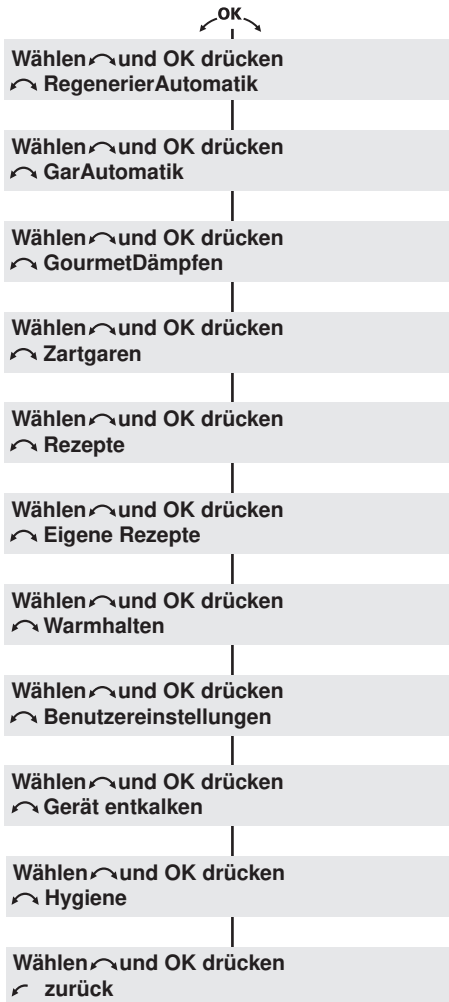 OK
Wählen und OK drücken
RegenerierAutomatik
Wählen und OK drücken
GarAutomatik
Wählen und OK drücken
GourmetDämpfen
Wählen und OK drücken
Zartgaren
Wählen und OK drücken
Rezepte
Wählen und OK drücken
Eigene Rezepte
Wählen und OK drücken
Warmhalten
Wählen und OK drücken
Benutzereinstellungen
Wählen und OK drücken
Gerät entkalken
Wählen und OK drücken
Hygiene
Wählen und OK drücken
zurück